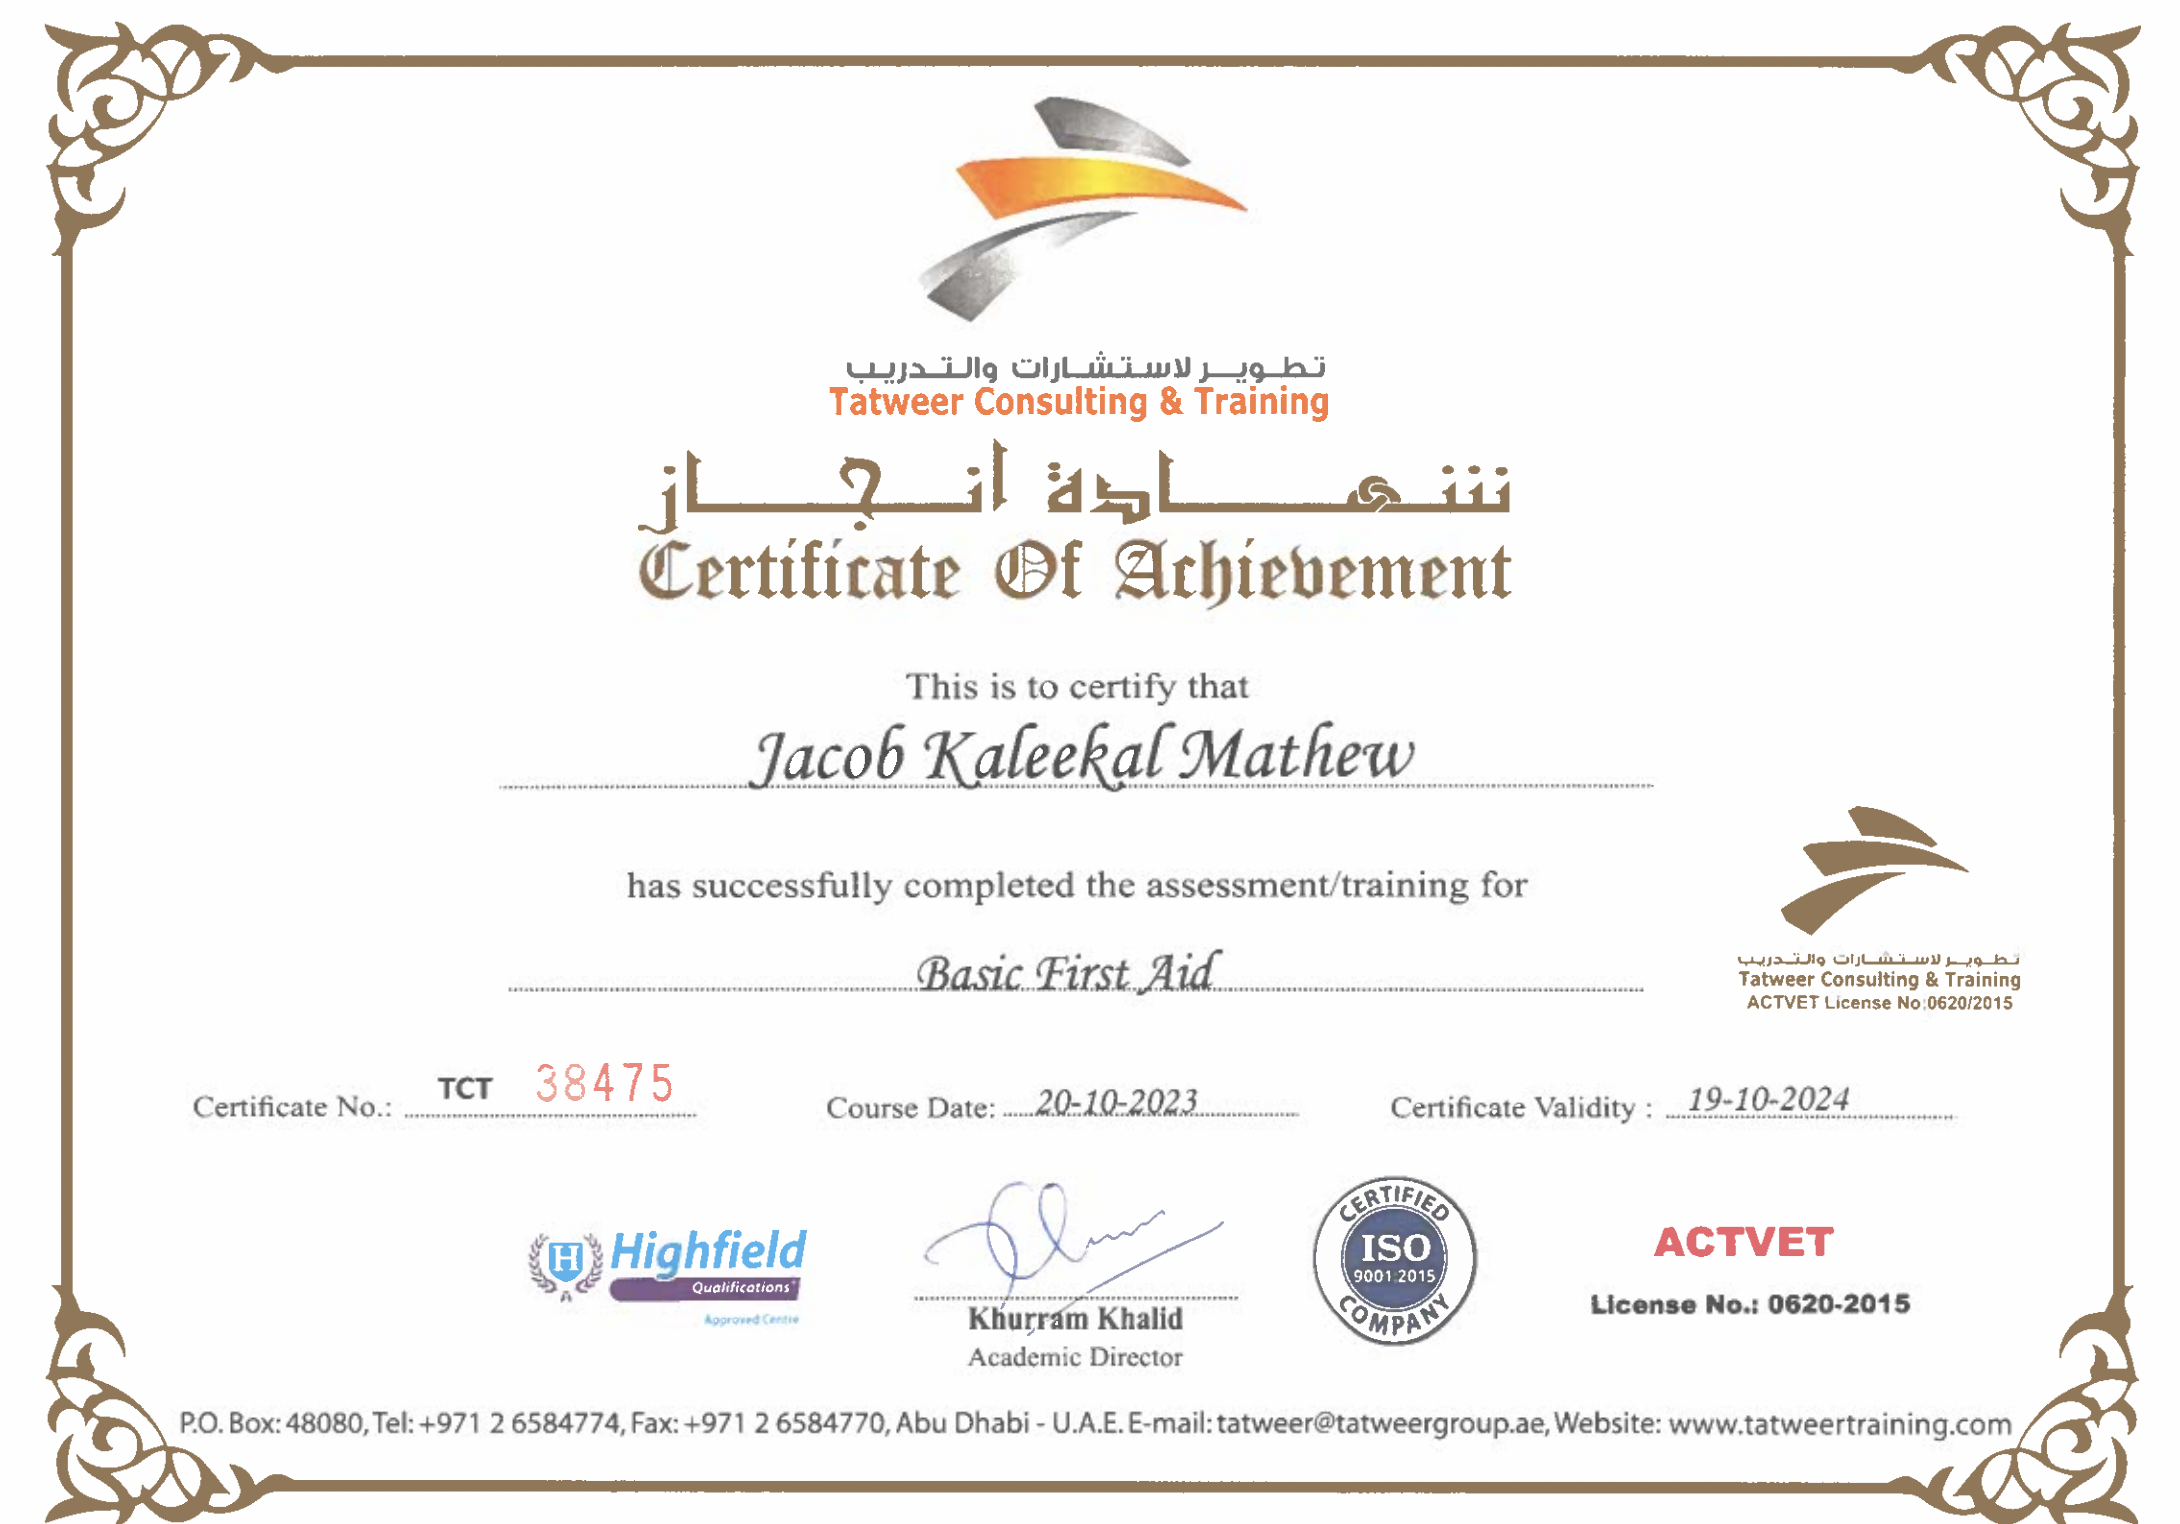 تطوير لاستشارات والتدريب
Tatweer Consulting & Training
شهادة انجاز
Certificate Of Achievement
This is to certify that
Jacob Kaleekal Mathew
has successfully completed the assessment/training for
Basic First Aid
تطوير لاستشارات والتدريب
Tatweer Consulting & Training
ACTVET License No:0620/2015
Certificate No.: TCT 38475
Course Date: 20-10-2023
Certificate Validity : 19-10-2024
H Highfield
Qualifications
Approved Centre
Khurram Khalid
Academic Director
CERTIFIED
ISO
9001:2015
COMPANY
ACTVET
License No.: 0620-2015
P.O. Box: 48080, Tel: +971 2 6584774, Fax: +971 2 6584770, Abu Dhabi - U.A.E. E-mail: tatweer@tatweergroup.ae, Website: www.tatweertraining.com